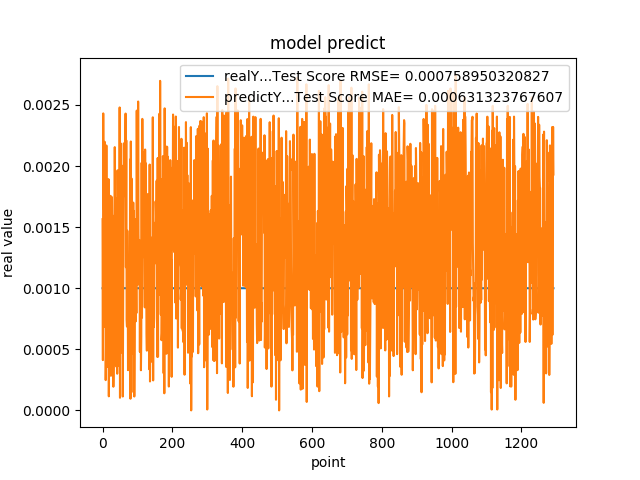 model predict
realY...Test Score RMSE= 0.000758950320827
predictY...Test Score MAE= 0.000631323767607
0.0025
0.0020
0.0015
0.0010
0.0005
0.0000
real value
0 200 400 600 800 1000 1200
point